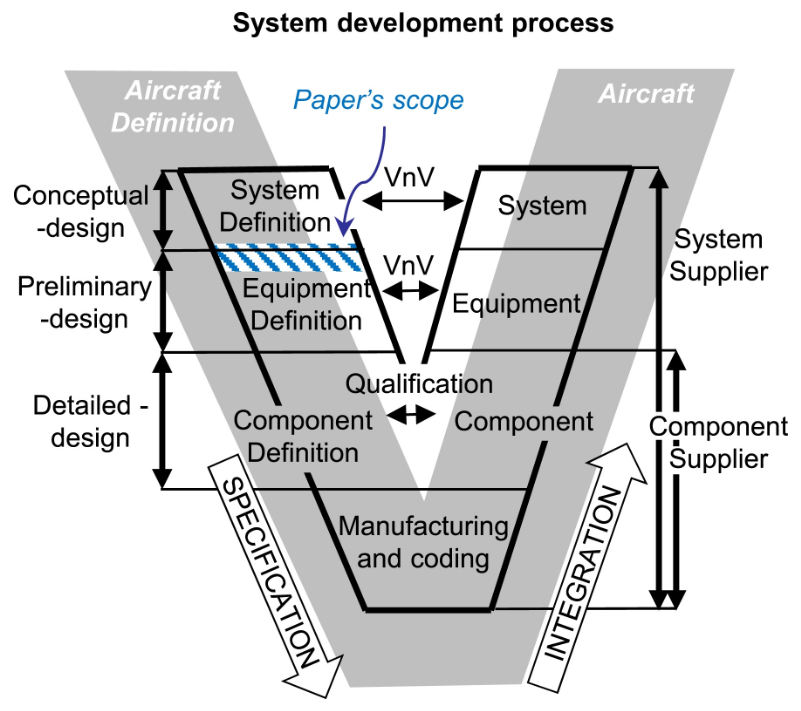 System development process
Aircraft
Definition
Paper's scope
Aircraft
Conceptual
-design
System
Definition
VnV
System
System
Supplier
Preliminary
-design
Equipment
Definition
VnV
Equipment
Qualification
Detailed -
design
Component
Definition
Component
Component
Supplier
SPECIFICATION
Manufacturing
and coding
INTEGRATION